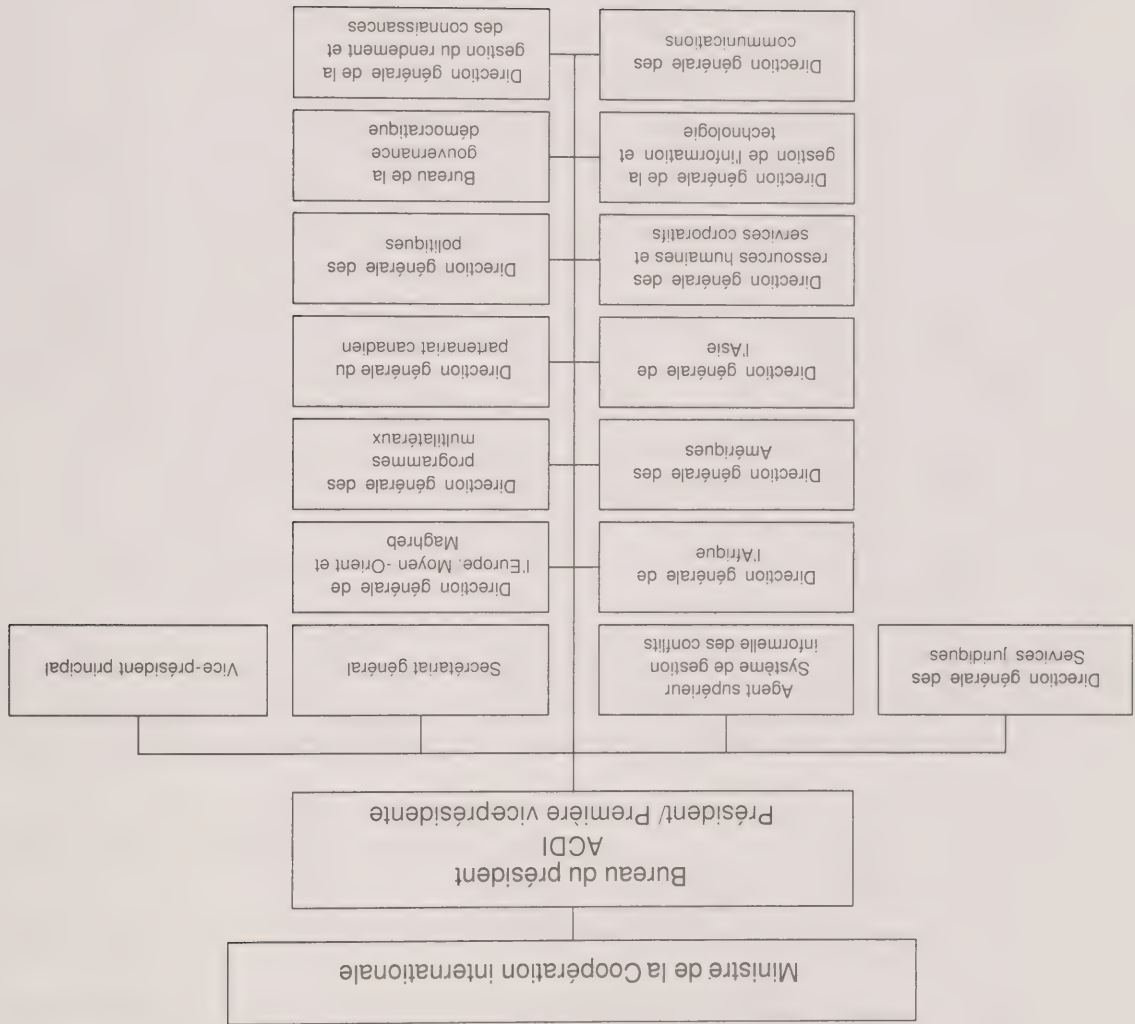 Ministre de la Coopération internationale
Bureau du président
ACDI
Président/ Première vice-présidente
Direction générale des
Services juridiques
Agent supérieur
Système de gestion
informelle des conflits
Secrétariat général
Vice-président principal
Direction générale de
l'Afrique
Direction générale de
l'Europe, Moyen -Orient et
Maghreb
Direction générale des
Amériques
Direction générale des
programmes
multilatéraux
Direction générale de
l'Asie
Direction générale du
partenariat canadien
Direction générale des
ressources humaines et
services corporatifs
Direction générale des
politiques
Direction générale de la
gestion de l'information et
technologie
Bureau de la
gouvernance
démocratique
Direction générale des
communications
Direction générale de la
gestion du rendement et
des connaissances